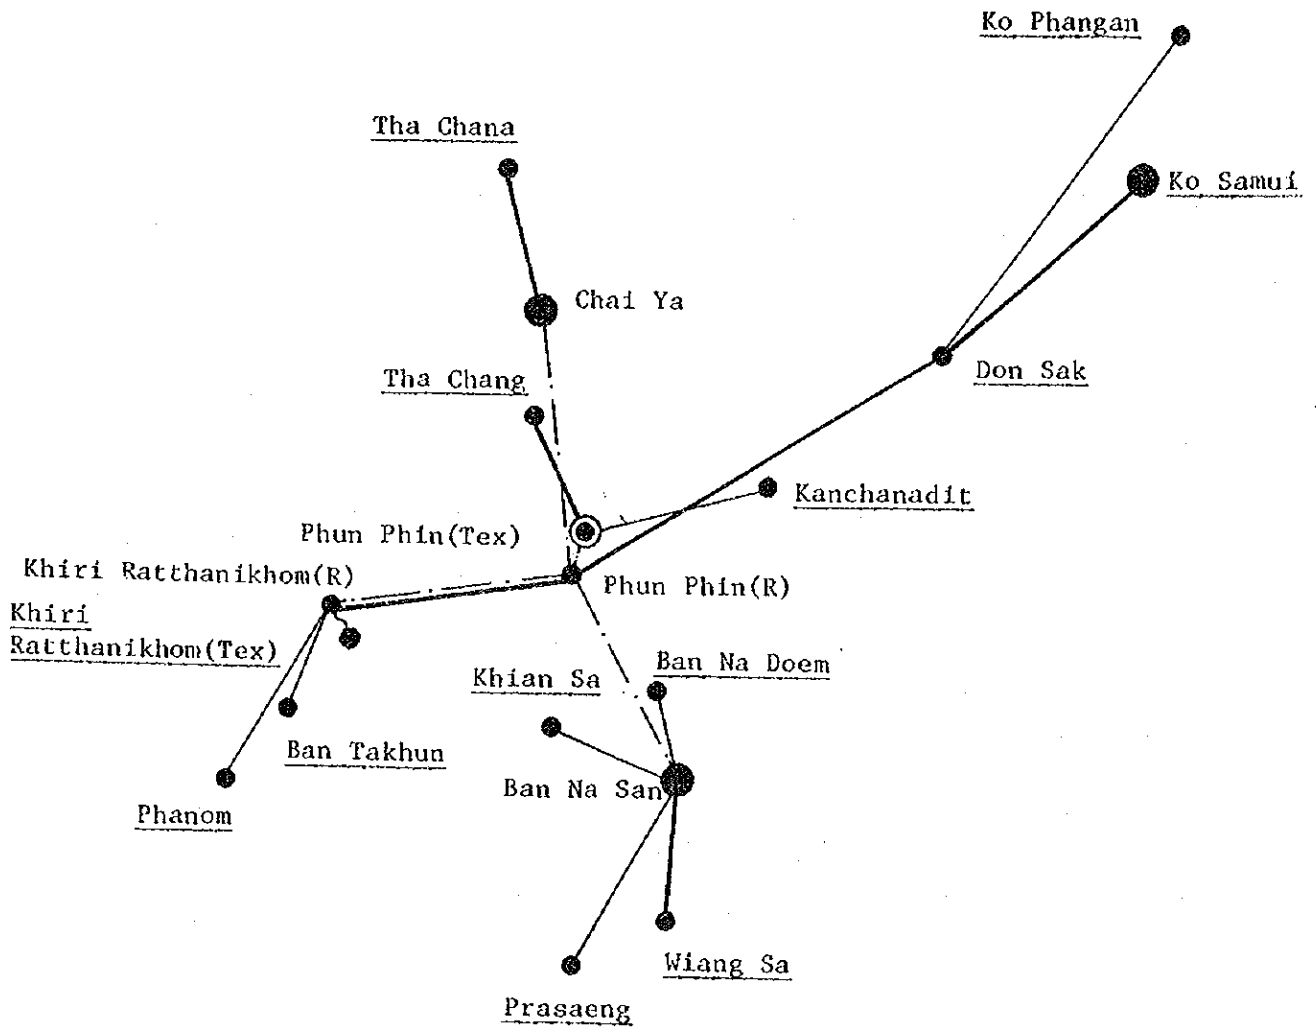 Ko Phangan
Tha Chana
Ko Samui
Chai Ya
Don Sak
Tha Chang
Kanchanadit
Phun Phin(Tex)
Khiri Ratthanikhom(R)
Phun Phin(R)
Khiri
Ratthanikhom(Tex)
Ban Na Doem
Khian Sa
Ban Takhun
Ban Na San
Phanom
Wiang Sa
Prasaeng